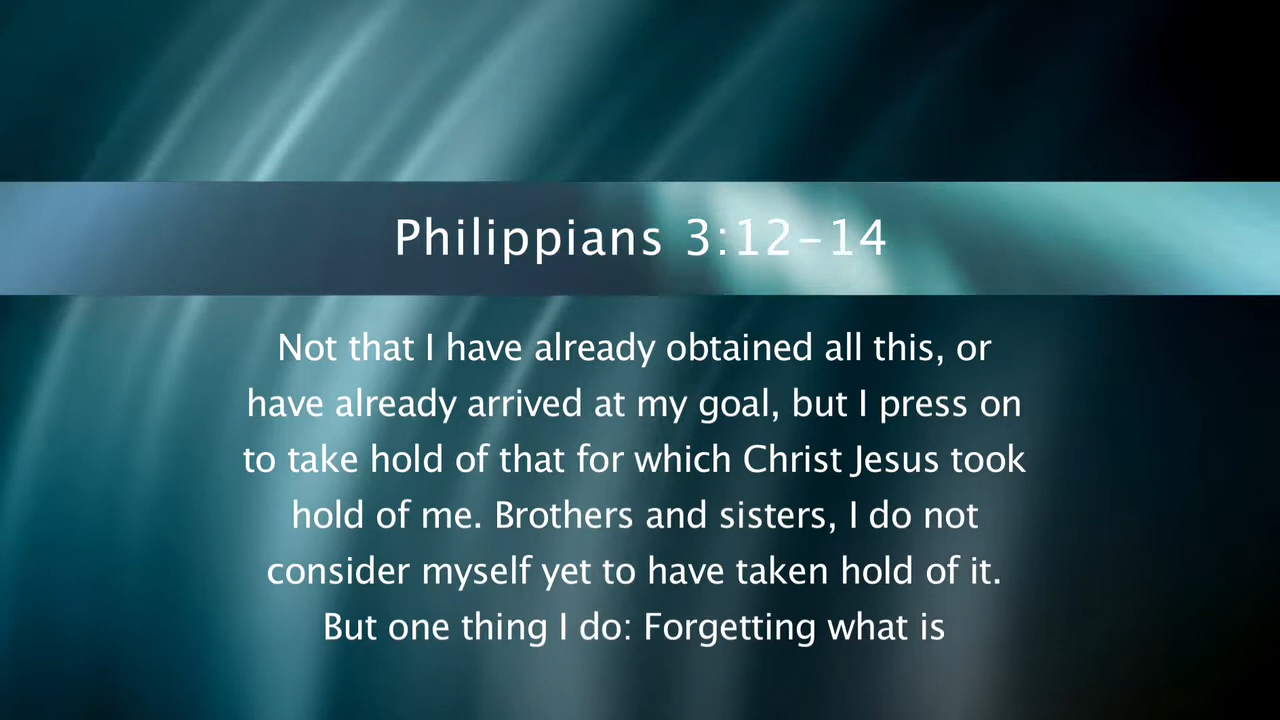 Philippians 3:12-14
Not that I have already obtained all this, or
have already arrived at my goal, but I press on
to take hold of that for which Christ Jesus took
hold of me. Brothers and sisters, I do not
consider myself yet to have taken hold of it.
But one thing I do: Forgetting what is